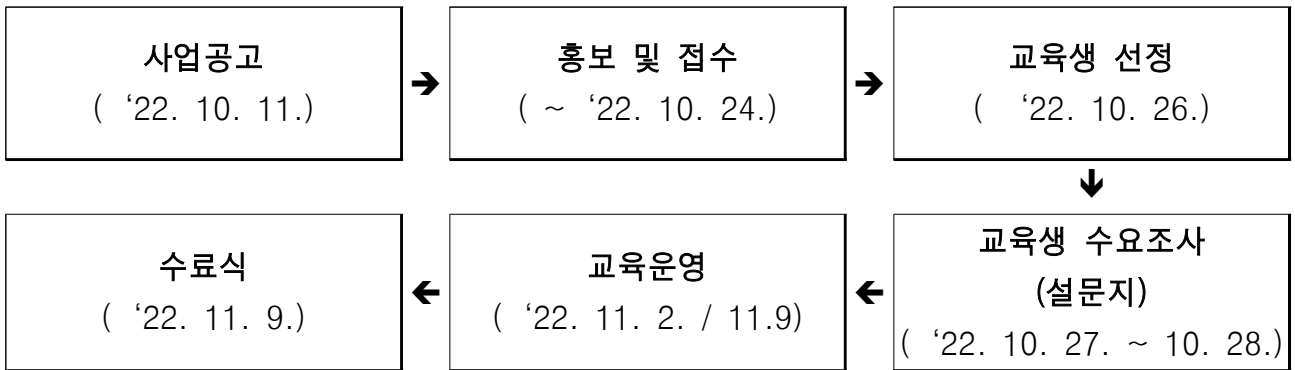 사업공고
( ‘22. 10. 11.)
➔
홍보 및 접수
( ~ ‘22. 10. 24.)
➔
교육생 선정
( ‘22. 10. 26.)
🡻
교육생 수요조사
(설문지)
( ‘22. 10. 27. ~ 10. 28.)
🡸
교육운영
( ‘22. 11. 2. / 11.9)
🡸
수료식
( ‘22. 11. 9.)